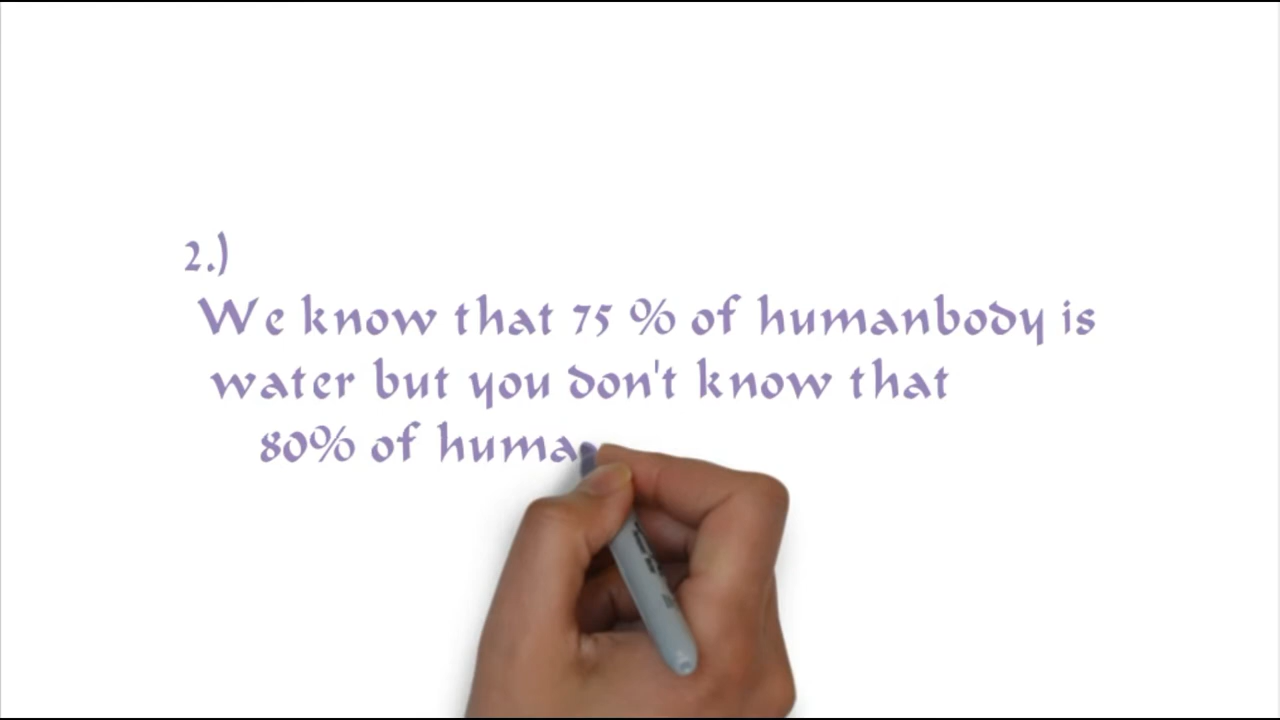 2.)
We know that 75 % of humanbody is
water but you don't know that
80% of huma